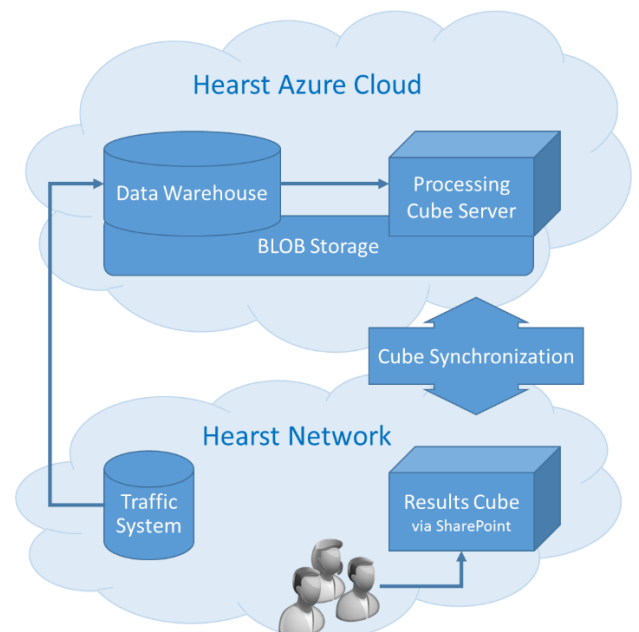 Hearst Azure Cloud
Data Warehouse
Processing
Cube Server
BLOB Storage
Cube Synchronization
Hearst Network
Traffic
System
Results Cube
via SharePoint